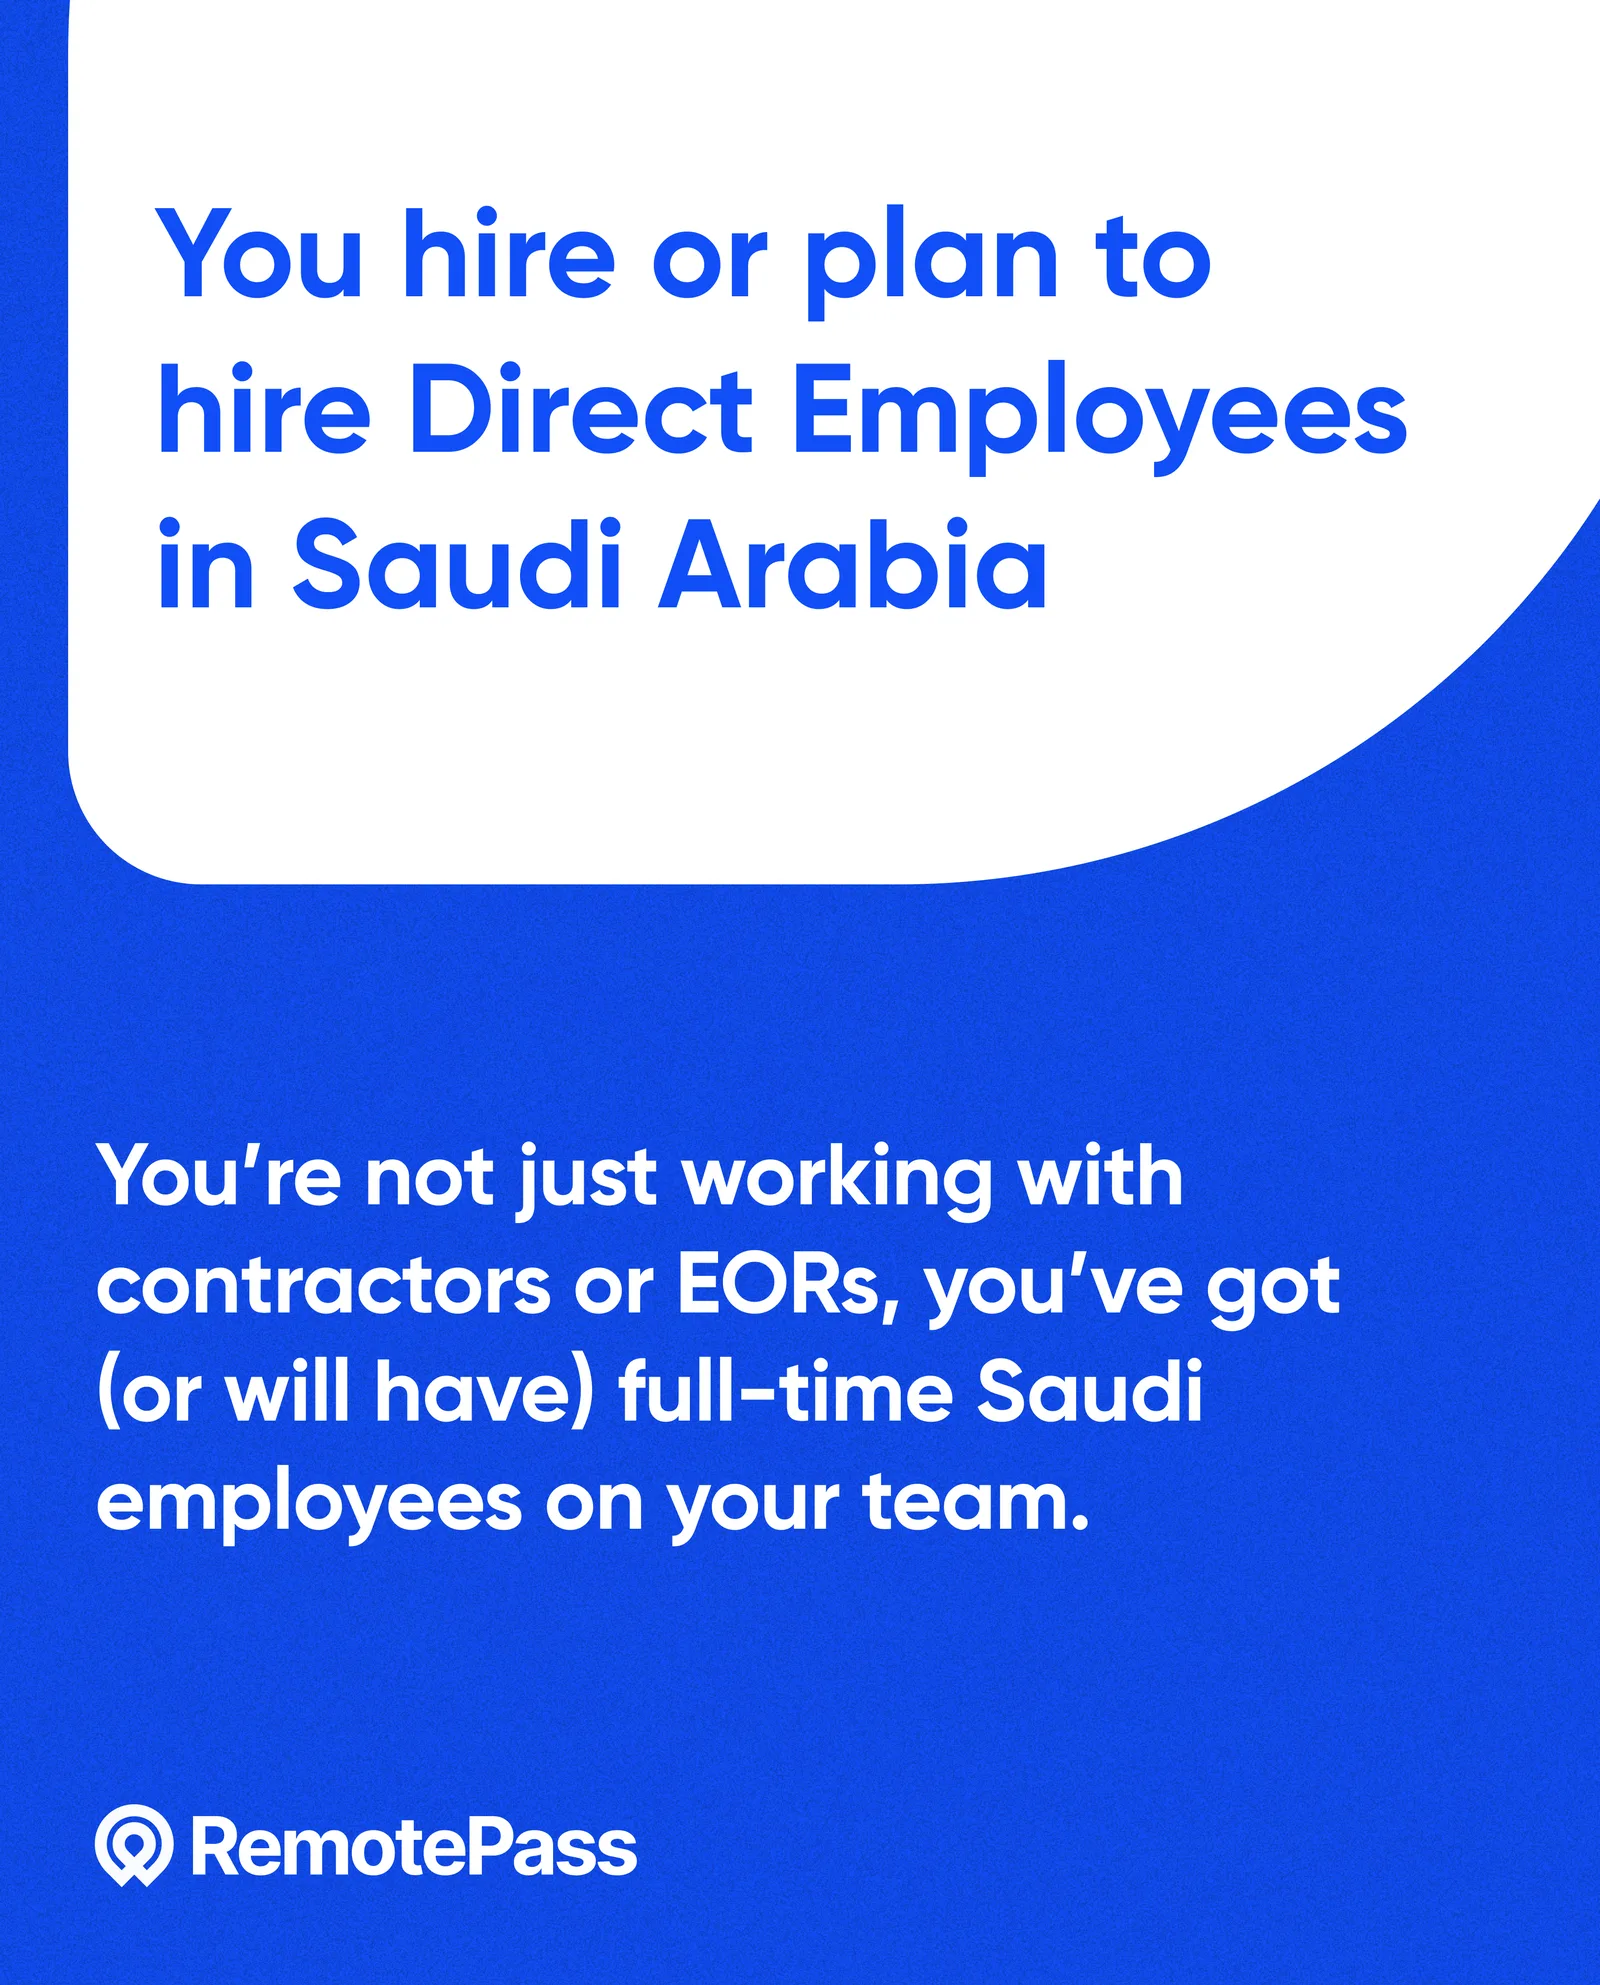 You hire or plan to
hire Direct Employees
in Saudi Arabia
You’re not just working with
contractors or EORs, you’ve got
(or will have) full-time Saudi
employees on your team.
RemotePass